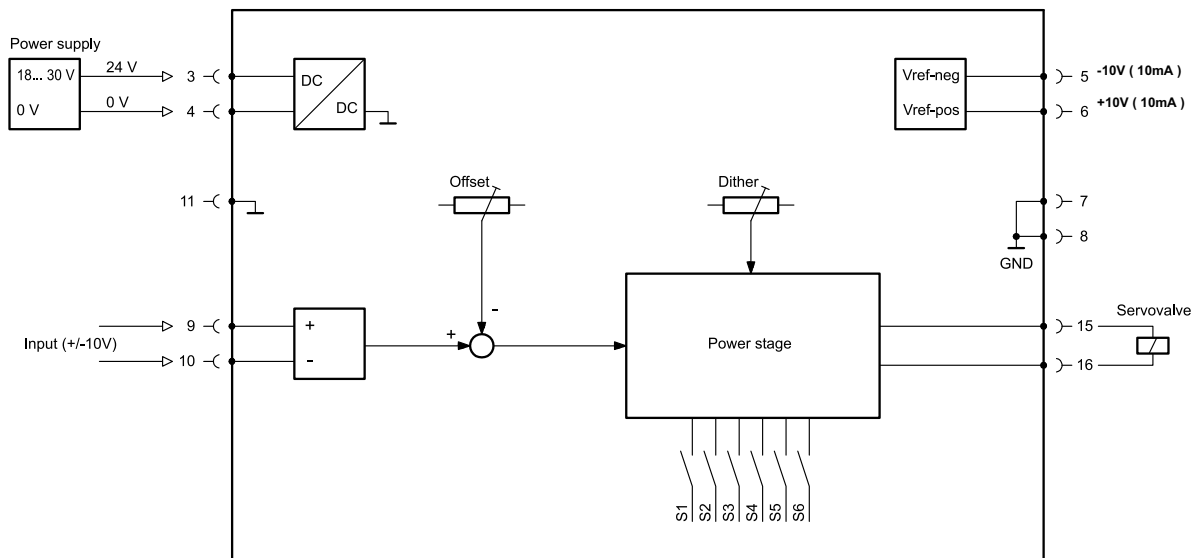 Power supply
18... 30 V
24 V
3
0 V
0 V
4
DC
DC
Vref-neg
5
-10V ( 10mA )
Vref-pos
6
+10V ( 10mA )
11
Offset
Dither
7
8
GND
-
Input (+/-10V)
9
10
+
-
+
Power stage
15
16
Servovalve
S1
S2
S3
S4
S5
S6